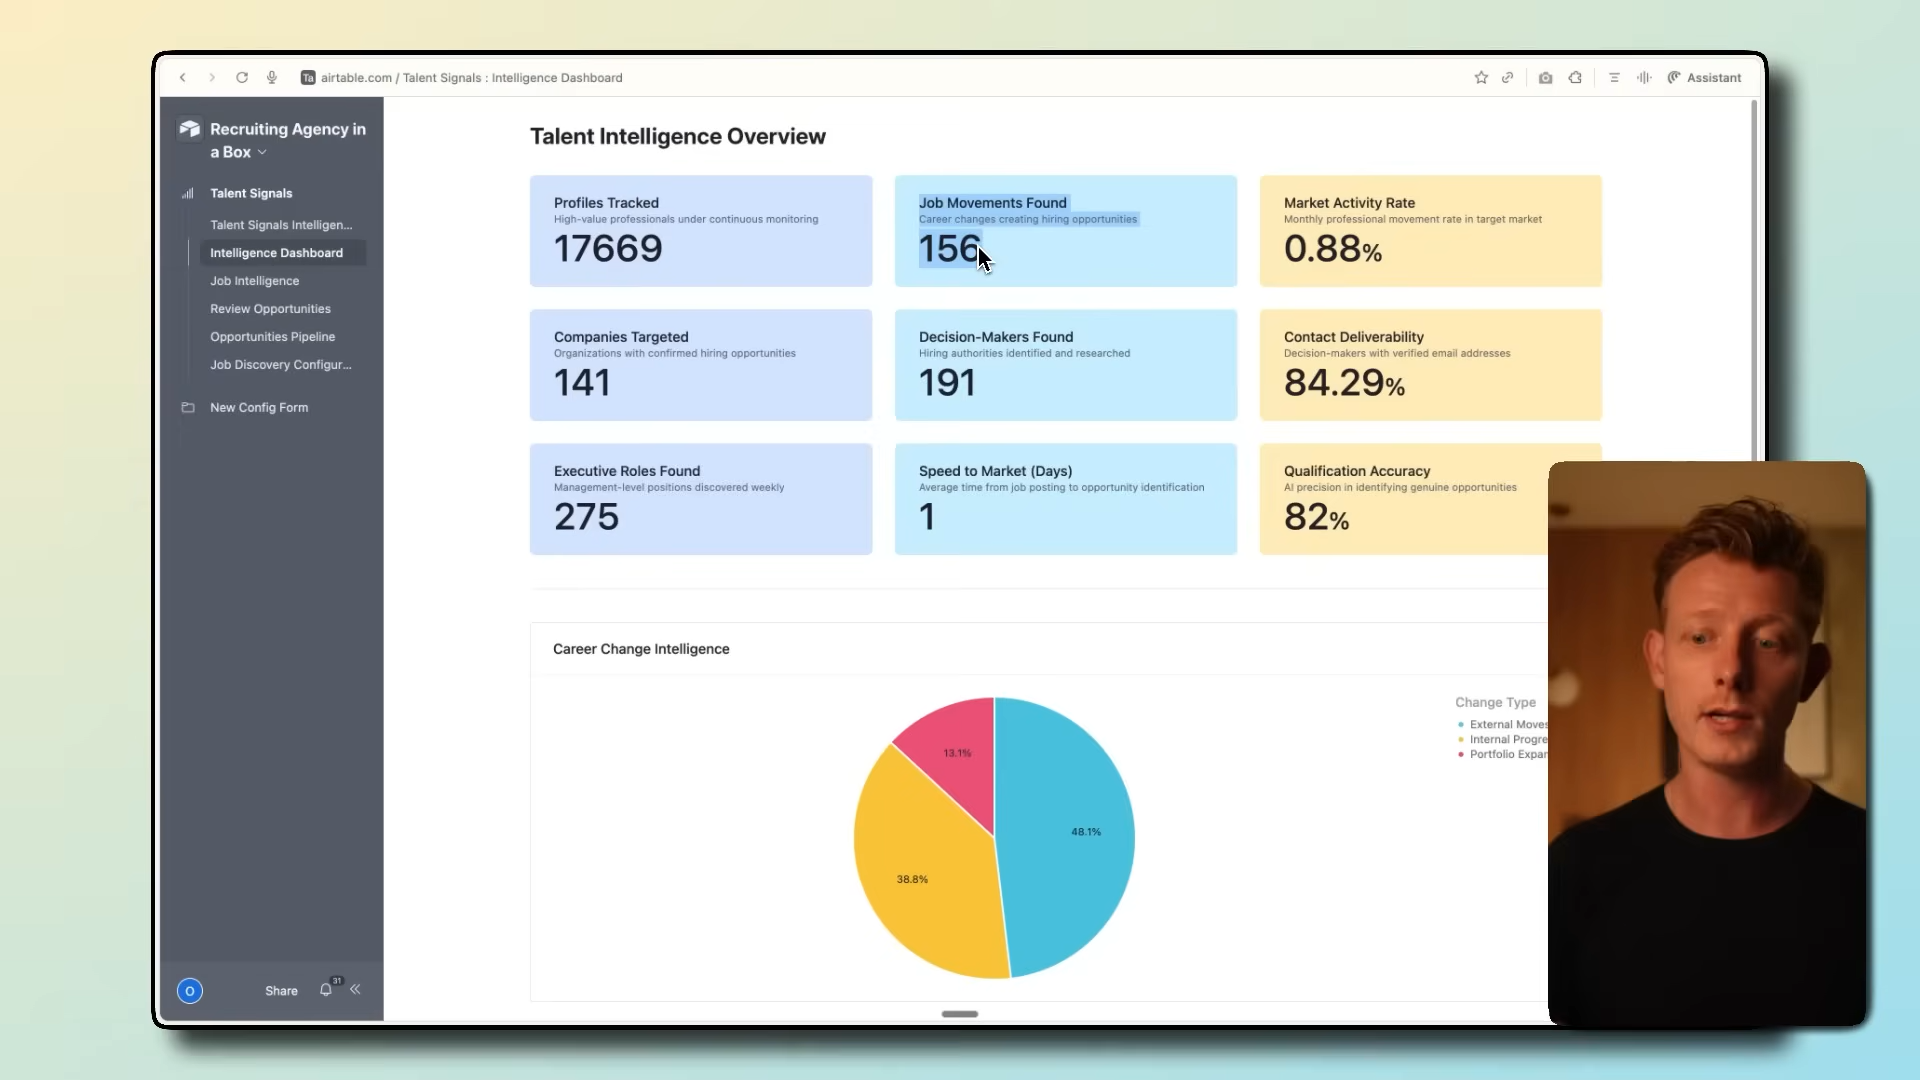 airtable.com / Talent Signals : Intelligence Dashboard
Assistant
Recruiting Agency in
a Box
Talent Signals
Talent Signals Intelligen...
Intelligence Dashboard
Job Intelligence
Review Opportunities
Opportunities Pipeline
Job Discovery Configur...
New Config Form
O
Share
31
Talent Intelligence Overview
Profiles Tracked
High-value professionals under continuous monitoring
17669
Job Movements Found
Career changes creating hiring opportunities
156
Market Activity Rate
Monthly professional movement rate in target market
0.88%
Companies Targeted
Organizations with confirmed hiring opportunities
141
Decision-Makers Found
Hiring authorities identified and researched
191
Contact Deliverability
Decision-makers with verified email addresses
84.29%
Executive Roles Found
Management-level positions discovered weekly
275
Speed to Market (Days)
Average time from job posting to opportunity identification
1
Qualification Accuracy
AI precision in identifying genuine opportunities
82%
Career Change Intelligence
13.1%
48.1%
38.8%
Change Type
External Moves
Internal Progre
Portfolio Expan